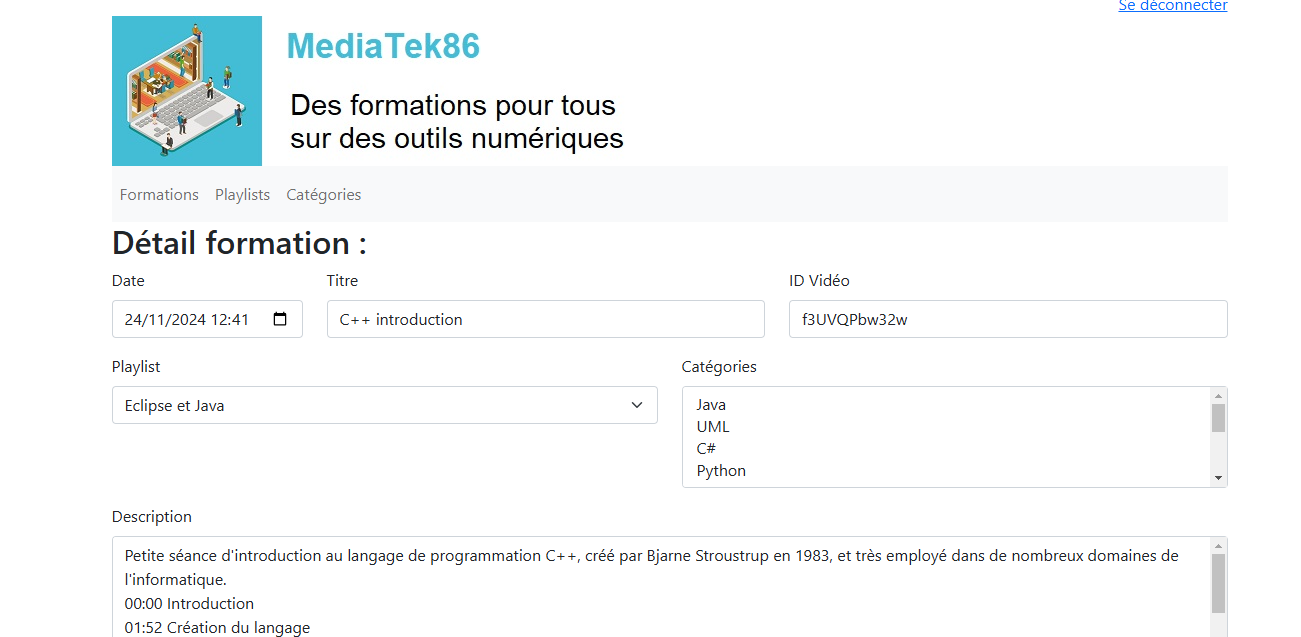 Se déconnecter
MediaTek86
Des formations pour tous
sur des outils numériques
Formations Playlists Catégories
Détail formation :
Date Titre ID Vidéo
24/11/2024 12:41 C++ introduction f3UVQPbw32w
Playlist Catégories
Eclipse et Java
Java
UML
C#
Python
Description
Petite séance d'introduction au langage de programmation C++, créé par Bjarne Stroustrup en 1983, et très employé dans de nombreux domaines de
l'informatique.
00:00 Introduction
01:52 Création du langage